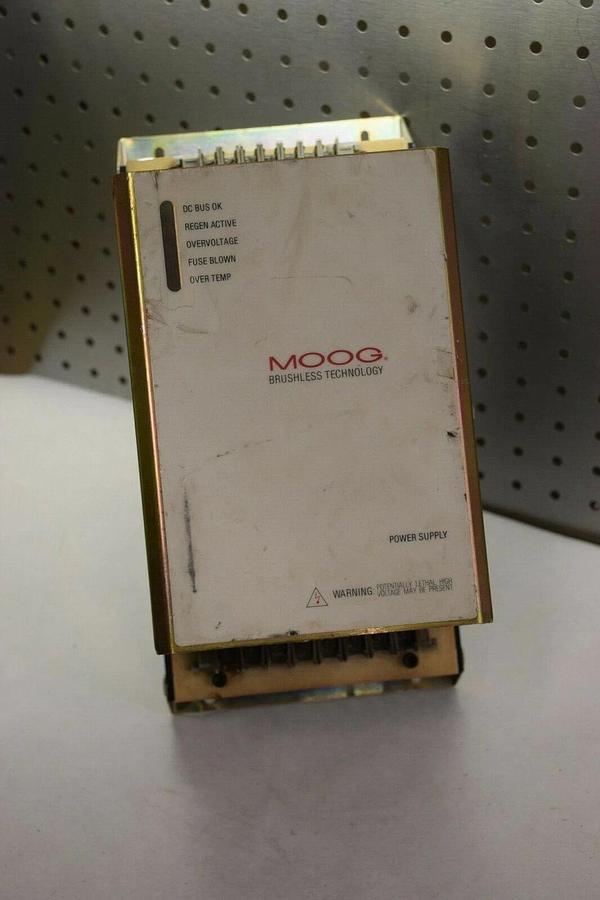 DC BUS OK
REGEN ACTIVE
OVERVOLTAGE
FUSE BLOWN
OVER TEMP
MOOG®
BRUSHLESS TECHNOLOGY
POWER SUPPLY
WARNING: POTENTIALLY LETHAL HIGH
VOLTAGE MAY BE PRESENT